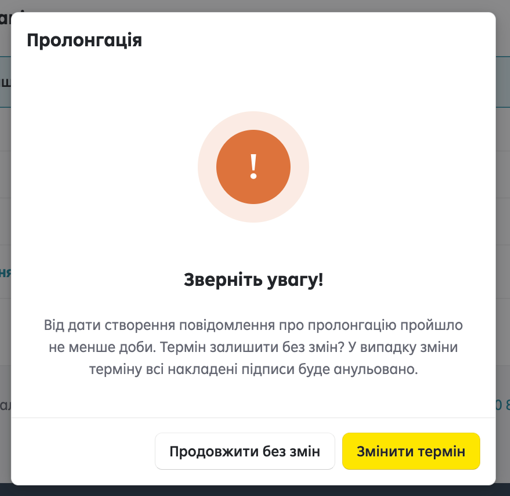 Пролонгація
!
Зверніть увагу!
Від дати створення повідомлення про пролонгацію пройшло
не менше доби. Термін залишити без змін? У випадку зміни
терміну всі накладені підписи буде анульовано.
Продовжити без змін
Змінити термін